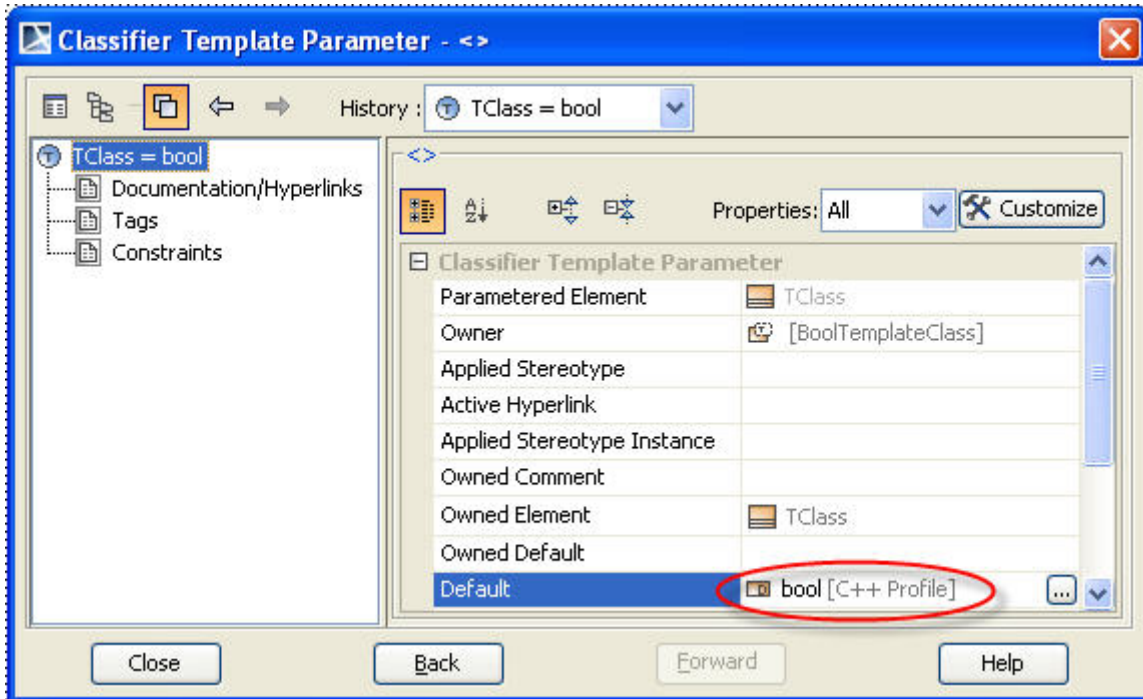 Classifier Template Parameter - <>
History : TClass = bool
TClass = bool
Documentation/Hyperlinks
Tags
Constraints
<>
Properties: All Customize
Classifier Template Parameter
Parametered Element TClass
Owner [BoolTemplateClass]
Applied Stereotype
Active Hyperlink
Applied Stereotype Instance
Owned Comment
Owned Element TClass
Owned Default
Default bool [C++ Profile] ...
Close Back Forward Help